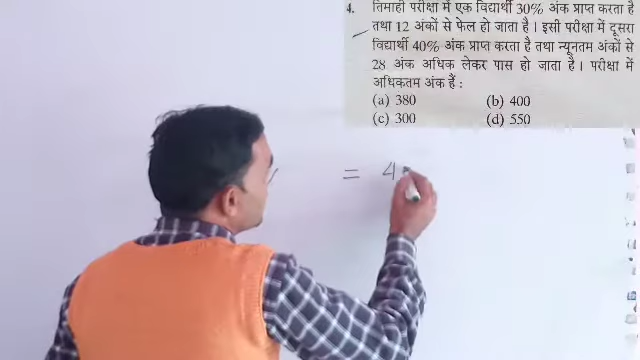 4. तिमाही परीक्षा में एक विद्यार्थी 30% अंक प्राप्त करता है
तथा 12 अंकों से फेल हो जाता है। इसी परीक्षा में दूसरा
विद्यार्थी 40% अंक प्राप्त करता है तथा न्यूनतम अंकों से
28 अंक अधिक लेकर पास हो जाता है। परीक्षा में
अधिकतम अंक हैं :
(a) 380 (b) 400
(c) 300 (d) 550
= 4